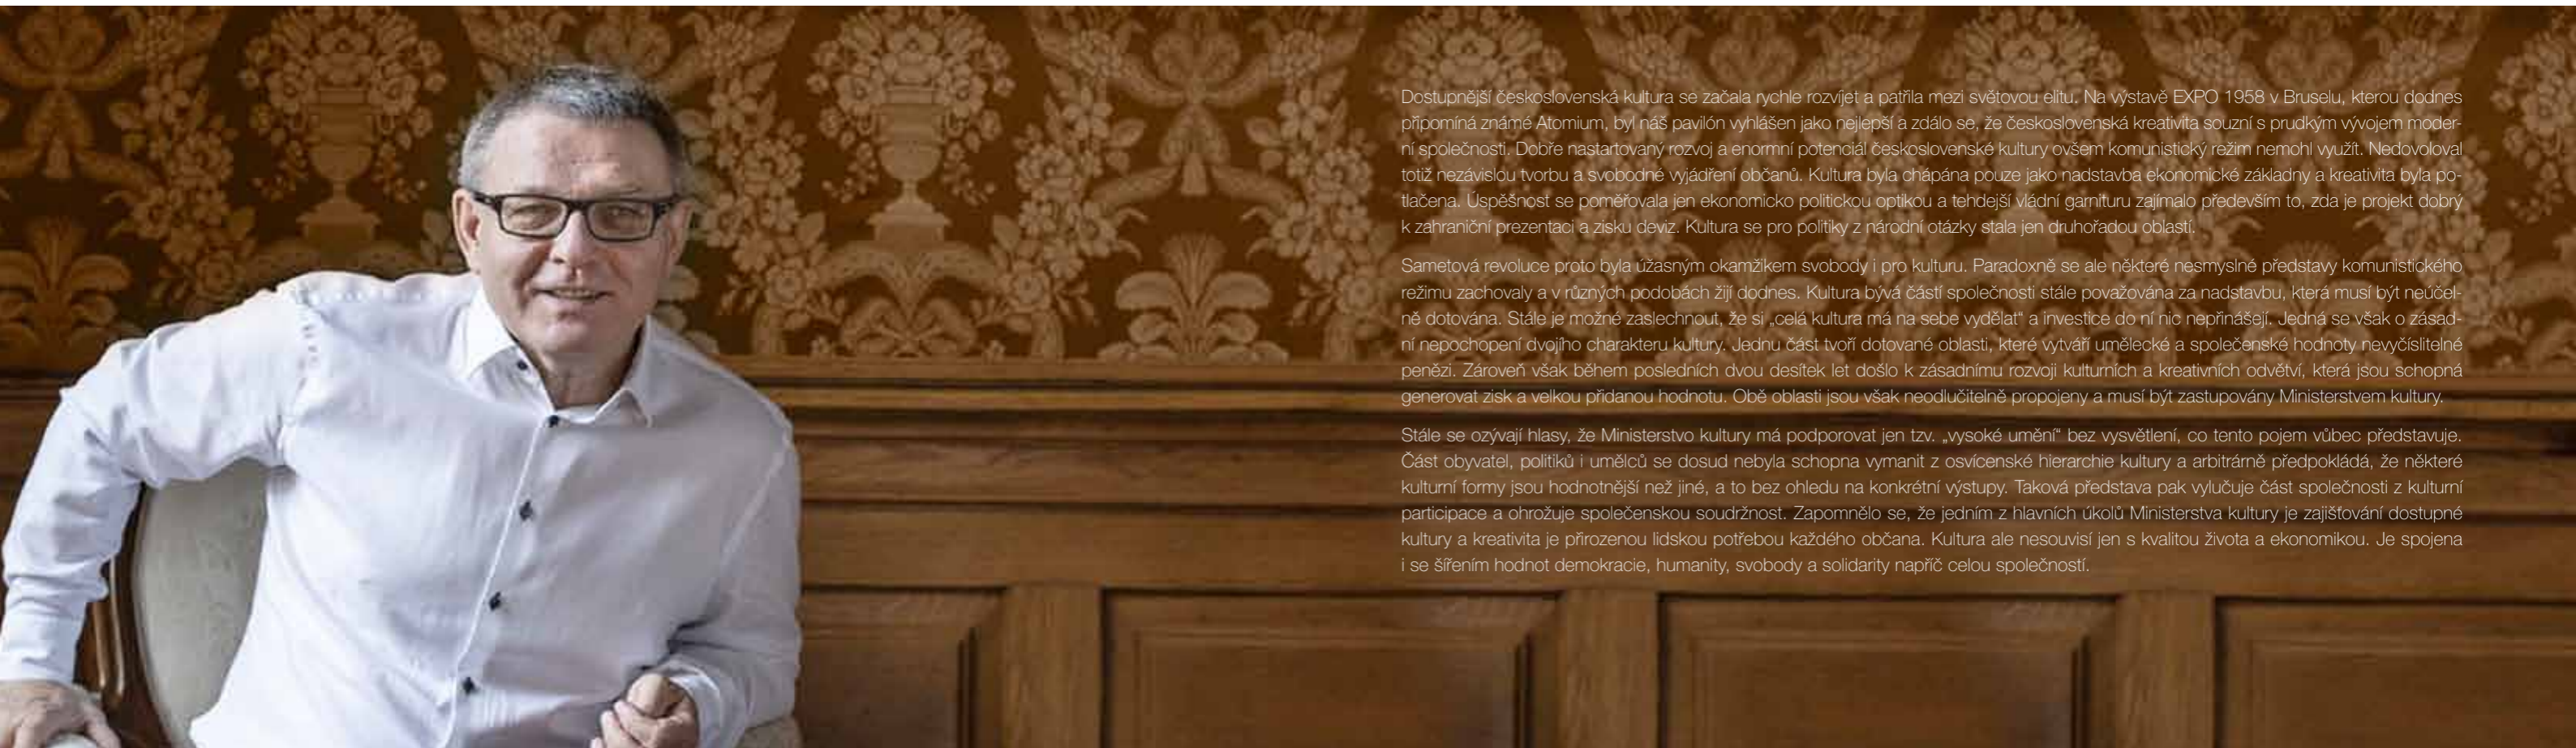 Dostupnější československá kultura se začala rychle rozvíjet a patřila mezi světovou elitu. Na výstavě EXPO 1958 v Bruselu, kterou dodnes
připomíná známé Atomium, byl náš pavilón vyhlášen jako nejlepší a zdálo se, že československá kreativita souzní s prudkým vývojem moder-
ní společnosti. Dobře nastartovaný rozvoj a enormní potenciál československé kultury ovšem komunistický režim nemohl využít. Nedovoloval
totiž nezávislou tvorbu a svobodné vyjádření občanů. Kultura byla chápána pouze jako nadstavba ekonomické základny a kreativita byla po-
tlačena. Úspěšnost se poměřovala jen ekonomicko politickou optikou a tehdejší vládní garnituru zajímalo především to, zda je projekt dobrý
k zahraniční prezentaci a zisku deviz. Kultura se pro politiky z národní otázky stala jen druhořadou oblastí.
Sametová revoluce proto byla úžasným okamžikem svobody i pro kulturu. Paradoxně se ale některé nesmyslné představy komunistického
režimu zachovaly a v různých podobách žijí dodnes. Kultura bývá částí společnosti stále považována za nadstavbu, která musí být neúčel-
ně dotována. Stále je možné zaslechnout, že si „celá kultura má na sebe vydělat“ a investice do ní nic nepřinášejí. Jedná se však o zásad-
ní nepochopení dvojího charakteru kultury. Jednu část tvoří dotované oblasti, které vytváří umělecké a společenské hodnoty nevyčíslitelné
penězi. Zároveň však během posledních dvou desítek let došlo k zásadnímu rozvoji kulturních a kreativních odvětví, která jsou schopná
generovat zisk a velkou přidanou hodnotu. Obě oblasti jsou však neodlučitelně propojeny a musí být zastupovány Ministerstvem kultury.
Stále se ozývají hlasy, že Ministerstvo kultury má podporovat jen tzv. „vysoké umění“ bez vysvětlení, co tento pojem vůbec představuje.
Část obyvatel, politiků i umělců se dosud nebyla schopna vymanit z osvícenské hierarchie kultury a arbitrárně předpokládá, že některé
kulturní formy jsou hodnotnější než jiné, a to bez ohledu na konkrétní výstupy. Taková představa pak vylučuje část společnosti z kulturní
participace a ohrožuje společenskou soudržnost. Zapomnělo se, že jedním z hlavních úkolů Ministerstva kultury je zajišťování dostupné
kultury a kreativita je přirozenou lidskou potřebou každého občana. Kultura ale nesouvisí jen s kvalitou života a ekonomikou. Je spojena
i se šířením hodnot demokracie, humanity, svobody a solidarity napříč celou společností.